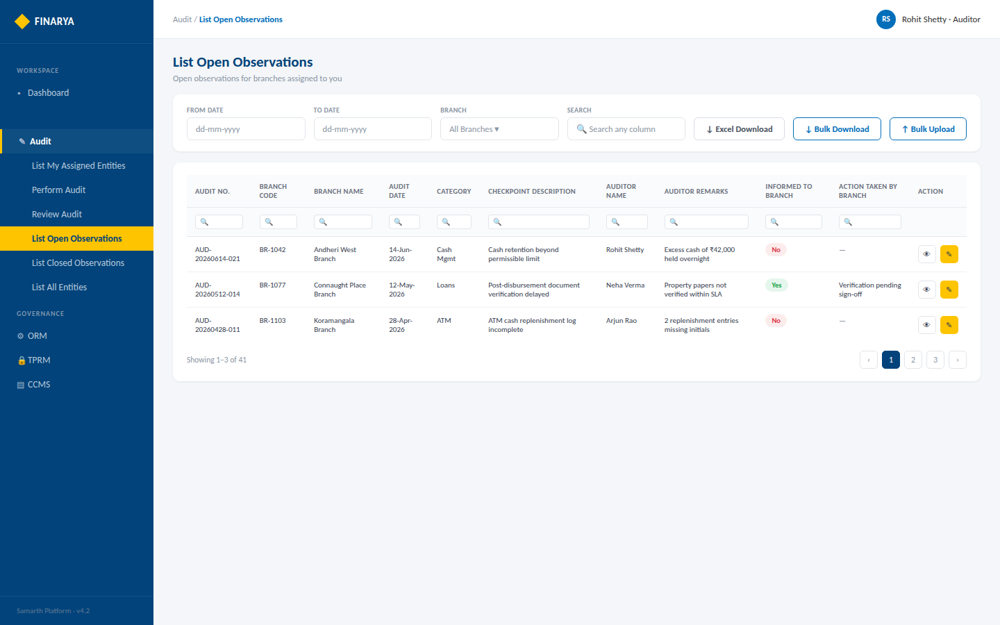 FINARYA
Audit / List Open Observations
RS
Rohit Shetty · Auditor
WORKSPACE
Dashboard
Audit
List My Assigned Entities
Perform Audit
Review Audit
List Open Observations
List Closed Observations
List All Entities
GOVERNANCE
ORM
TPRM
CCMS
Samarth Platform · v4.2
List Open Observations
Open observations for branches assigned to you
FROM DATE
dd-mm-yyyy
TO DATE
dd-mm-yyyy
BRANCH
All Branches ▾
SEARCH
🔍 Search any column
↓ Excel Download
↓ Bulk Download
↑ Bulk Upload
AUDIT NO.
BRANCH
CODE
BRANCH NAME
AUDIT
DATE
CATEGORY
CHECKPOINT DESCRIPTION
AUDITOR
NAME
AUDITOR REMARKS
INFORMED TO
BRANCH
ACTION TAKEN BY
BRANCH
ACTION
AUD-
20260614-021
BR-1042
Andheri West
Branch
14-Jun-
2026
Cash
Mgmt
Cash retention beyond
permissible limit
Rohit Shetty
Excess cash of ₹42,000
held overnight
No
—
AUD-
20260512-014
BR-1077
Connaught Place
Branch
12-May-
2026
Loans
Post-disbursement document
verification delayed
Neha Verma
Property papers not
verified within SLA
Yes
Verification pending
sign-off
AUD-
20260428-011
BR-1103
Koramangala
Branch
28-Apr-
2026
ATM
ATM cash replenishment log
incomplete
Arjun Rao
2 replenishment entries
missing initials
No
—
Showing 1–3 of 41
‹ 1 2 3 ›